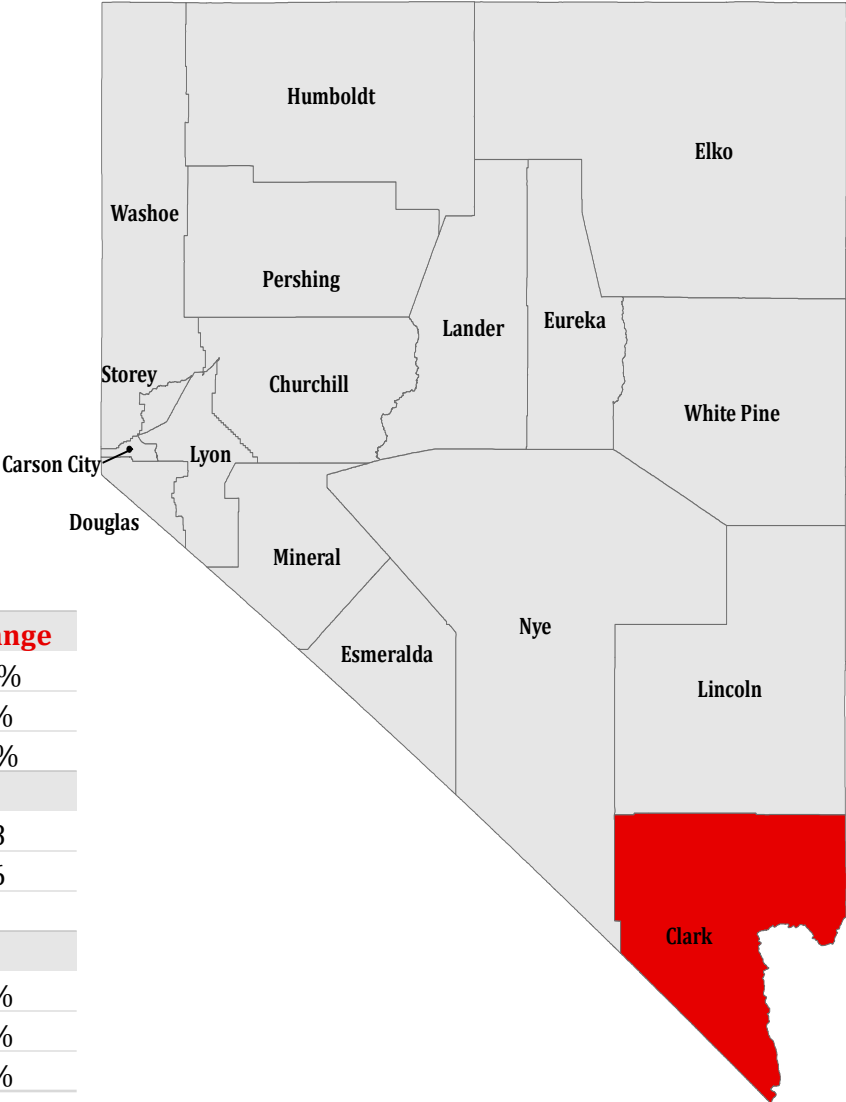 Humboldt
Elko
Washoe
Pershing
Eureka
Lander
Storey
Churchill
White Pine
Lyon
Carson City
Douglas
Mineral
Nye
Esmeralda
Lincoln
Clark
%
%
%
%
%
%